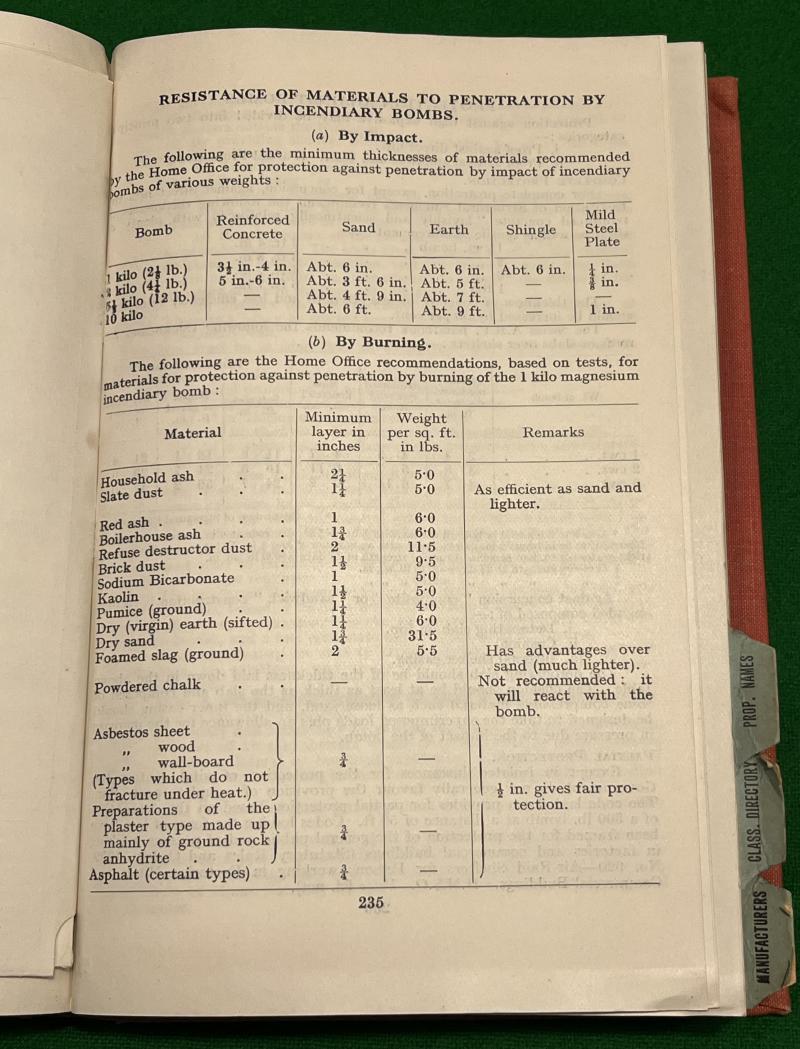 RESISTANCE OF MATERIALS TO PENETRATION BY
INCENDIARY BOMBS.
(a) By Impact.
The following are the minimum thicknesses of materials recommended
by the Home Office for protection against penetration by impact of incendiary
bombs of various weights :
Bomb Reinforced Concrete Sand Earth Shingle Mild Steel Plate
1 kilo (2⅕ lb.) 3½ in.-4 in. Abt. 6 in. Abt. 6 in. Abt. 6 in. ¼ in.
kilo (4½ lb.) 5 in.-6 in. Abt. 3 ft. 6 in. Abt. 5 ft. — ⅜ in.
kilo (12 lb.) — Abt. 4 ft. 9 in. Abt. 7 ft. — —
10 kilo — Abt. 6 ft. Abt. 9 ft. — 1 in.
(b) By Burning.
The following are the Home Office recommendations, based on tests, for
materials for protection against penetration by burning of the 1 kilo magnesium
incendiary bomb :
Material Minimum layer in inches Weight per sq. ft. in lbs. Remarks
Household ash . . 2¼ 5·0
Slate dust . . . 1¼ 5·0 As efficient as sand and
lighter.
Red ash . . . . 1 6·0
Boilerhouse ash . . 1¾ 6·0
Refuse destructor dust . 2 11·5
Brick dust . . . 1½ 9·5
Sodium Bicarbonate . 1 5·0
Kaolin . . . . 1½ 5·0
Pumice (ground) . . 1¼ 4·0
Dry (virgin) earth (sifted) . 1¼ 6·0
Dry sand . . . 1¾ 31·5
Foamed slag (ground) . 2 5·5 Has advantages over
sand (much lighter).
Powdered chalk . . — — Not recommended : it
will react with the
bomb.
Asbestos sheet .
„ wood .
„ wall-board ¾ —
(Types which do not
fracture under heat.) ½ in. gives fair pro-
tection.
Preparations of the
plaster type made up
mainly of ground rock ¾ —
anhydrite . .
Asphalt (certain types) . ¾ —
235
PROP. NAMES
CLASS. DIRECTORY
MANUFACTURERS